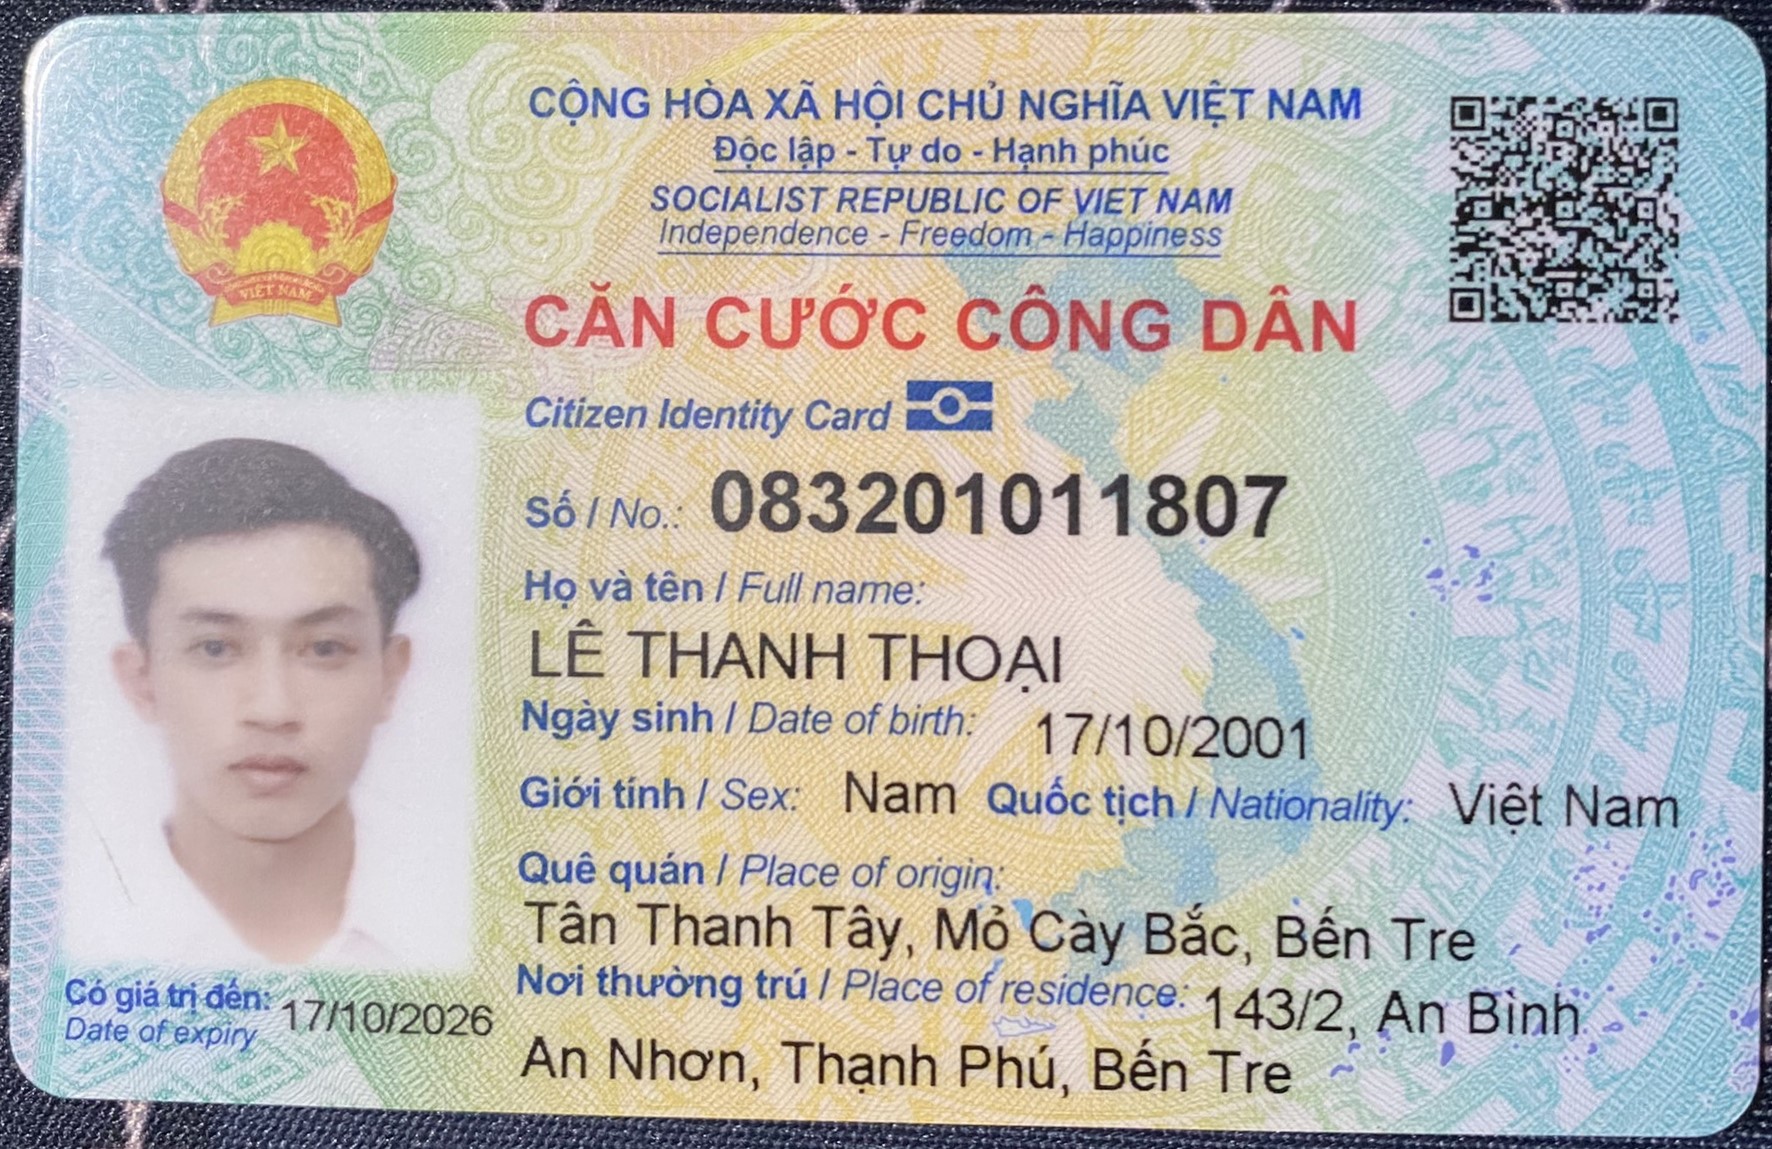 CỘNG HÒA XÃ HỘI CHỦ NGHĨA VIỆT NAM
Độc lập - Tự do - Hạnh phúc
SOCIALIST REPUBLIC OF VIET NAM
Independence - Freedom - Happiness
VIỆT NAM
CĂN CƯỚC CÔNG DÂN
Citizen Identity Card
Số / No.: 083201011807
Họ và tên / Full name:
LÊ THANH THOẠI
Ngày sinh / Date of birth: 17/10/2001
Giới tính / Sex: Nam Quốc tịch / Nationality: Việt Nam
Quê quán / Place of origin:
Tân Thanh Tây, Mỏ Cày Bắc, Bến Tre
Nơi thường trú / Place of residence: 143/2, An Bình
An Nhơn, Thạnh Phú, Bến Tre
Có giá trị đến: 17/10/2026
Date of expiry